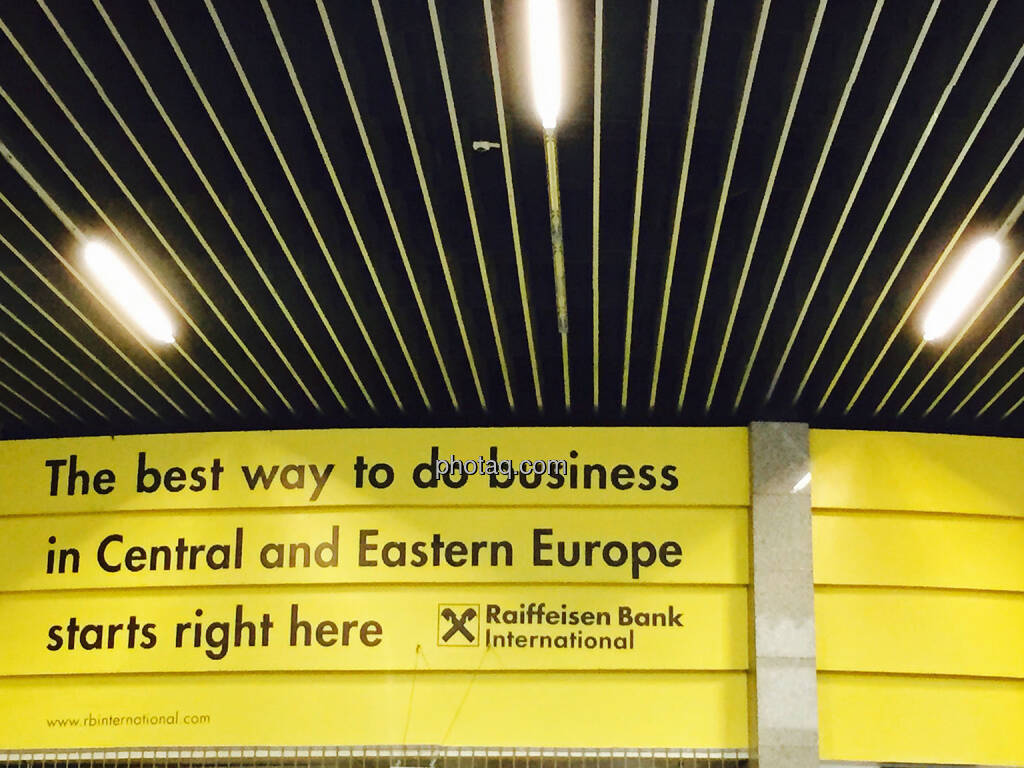 The best way to do business
photaq.com
in Central and Eastern Europe
starts right here
Raiffeisen Bank
International
www.rbinternational.com